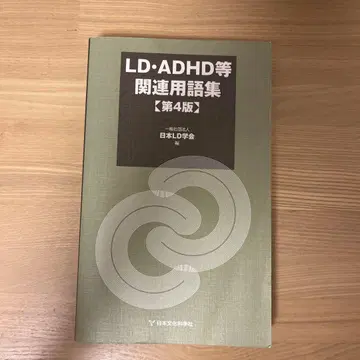 LD・ADHD等
関連用語集
【第4版】
一般社団法人
日本LD学会
編
日本文化科学社